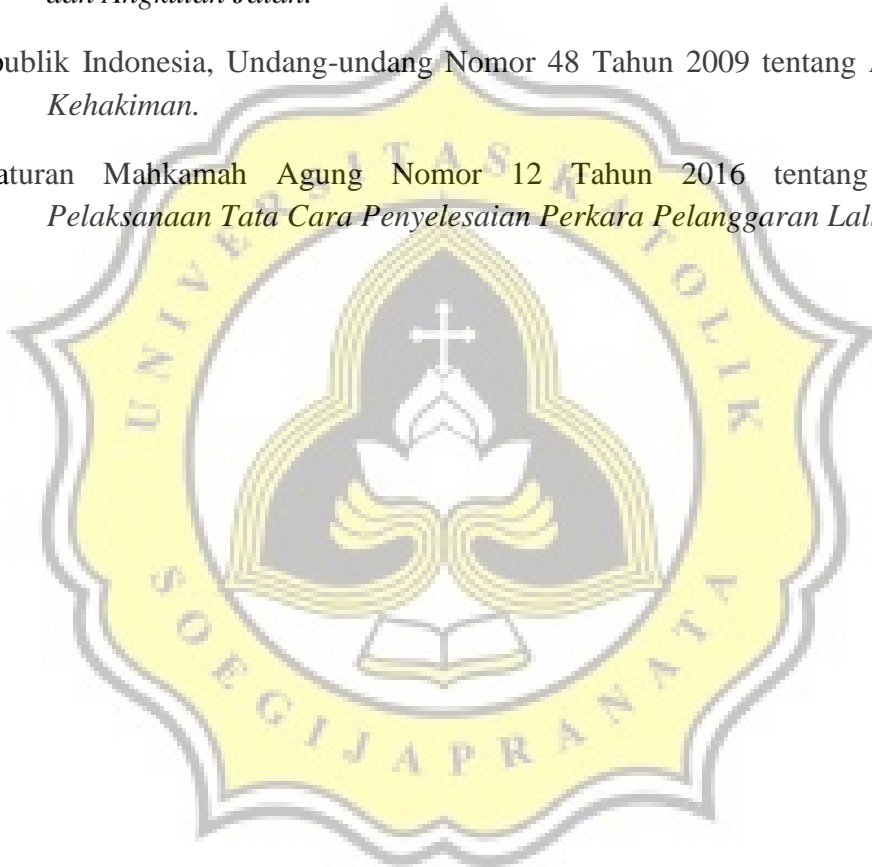 dan Angkutan Jalan.
publik Indonesia, Undang-undang Nomor 48 Tahun 2009 tentang
Kehakiman.
aturan Mahkamah Agung Nomor 12 Tahun 2016 tentang
Pelaksanaan Tata Cara Penyelesaian Perkara Pelanggaran Lal
UNIVERSITAS KATOLIK
SOEGIJAPRANATA